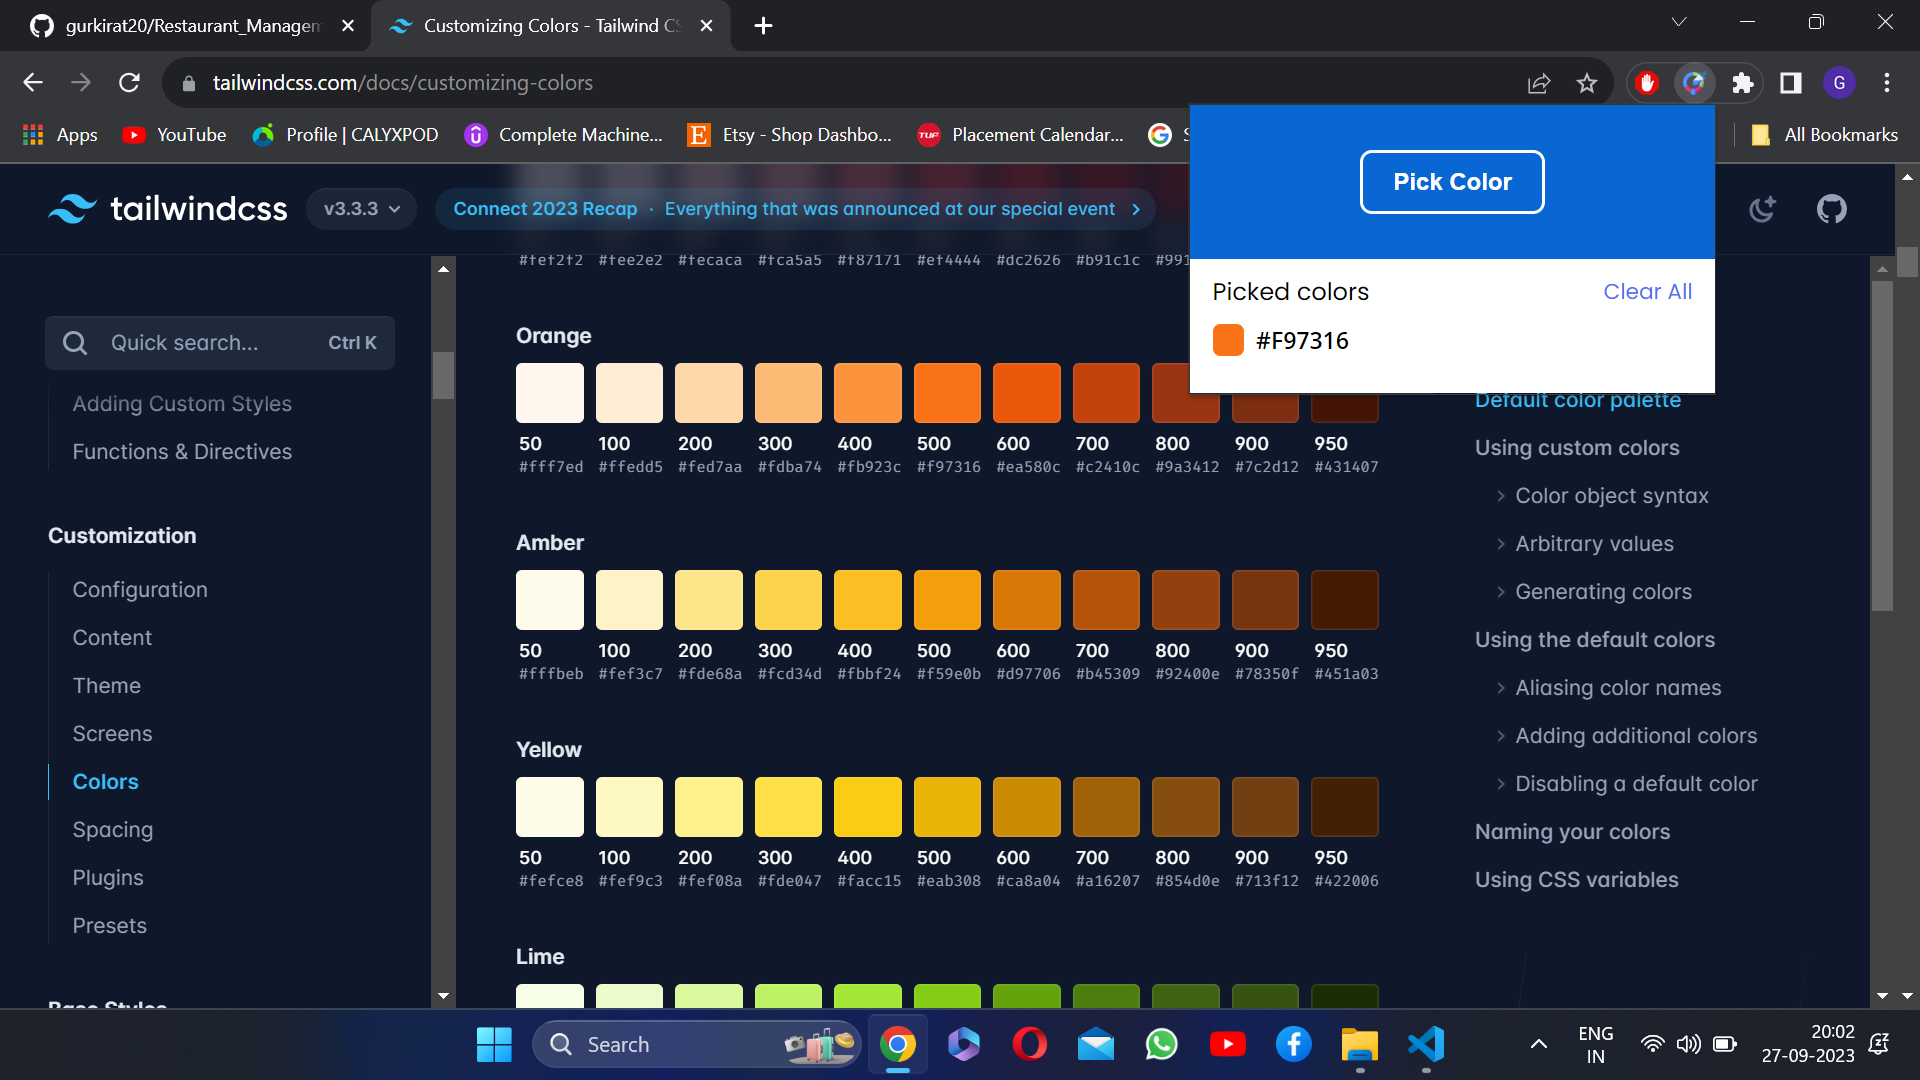 gurkirat20/Restaurant_Managem
Customizing Colors - Tailwind CS
tailwindcss.com/docs/customizing-colors
G
Apps
YouTube
Profile | CALYXPOD
Complete Machine...
Etsy - Shop Dashbo...
Placement Calendar...
All Bookmarks
Pick Color
Picked colors
Clear All
#F97316
tailwindcss
v3.3.3
Connect 2023 Recap · Everything that was announced at our special event
#fef2f2 #fee2e2 #fecaca #fca5a5 #f87171 #ef4444 #dc2626 #b91c1c #991
Quick search...
Ctrl K
Adding Custom Styles
Functions & Directives
Customization
Configuration
Content
Theme
Screens
Colors
Spacing
Plugins
Presets
Base Styles
Orange
50 100 200 300 400 500 600 700 800 900 950
#fff7ed #ffedd5 #fed7aa #fdba74 #fb923c #f97316 #ea580c #c2410c #9a3412 #7c2d12 #431407
Amber
50 100 200 300 400 500 600 700 800 900 950
#fffbeb #fef3c7 #fde68a #fcd34d #fbbf24 #f59e0b #d97706 #b45309 #92400e #78350f #451a03
Yellow
50 100 200 300 400 500 600 700 800 900 950
#fefce8 #fef9c3 #fef08a #fde047 #facc15 #eab308 #ca8a04 #a16207 #854d0e #713f12 #422006
Lime
Default color palette
Using custom colors
Color object syntax
Arbitrary values
Generating colors
Using the default colors
Aliasing color names
Adding additional colors
Disabling a default color
Naming your colors
Using CSS variables
Search
ENG
IN
20:02
27-09-2023